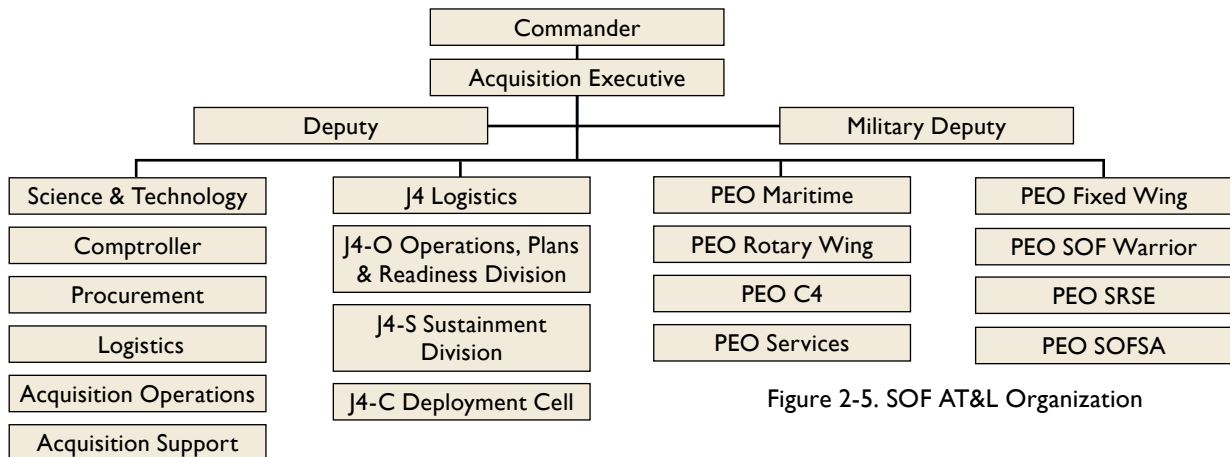 Commander
Acquisition Executive
Deputy
Military Deputy
Science & Technology
Comptroller
Procurement
Logistics
Acquisition Operations
Acquisition Support
J4 Logistics
J4-O Operations, Plans
& Readiness Division
J4-S Sustainment
Division
J4-C Deployment Cell
PEO Maritime
PEO Rotary Wing
PEO C4
PEO Services
PEO Fixed Wing
PEO SOF Warrior
PEO SRSE
PEO SOFSA
Figure 2-5. SOF AT&L Organization